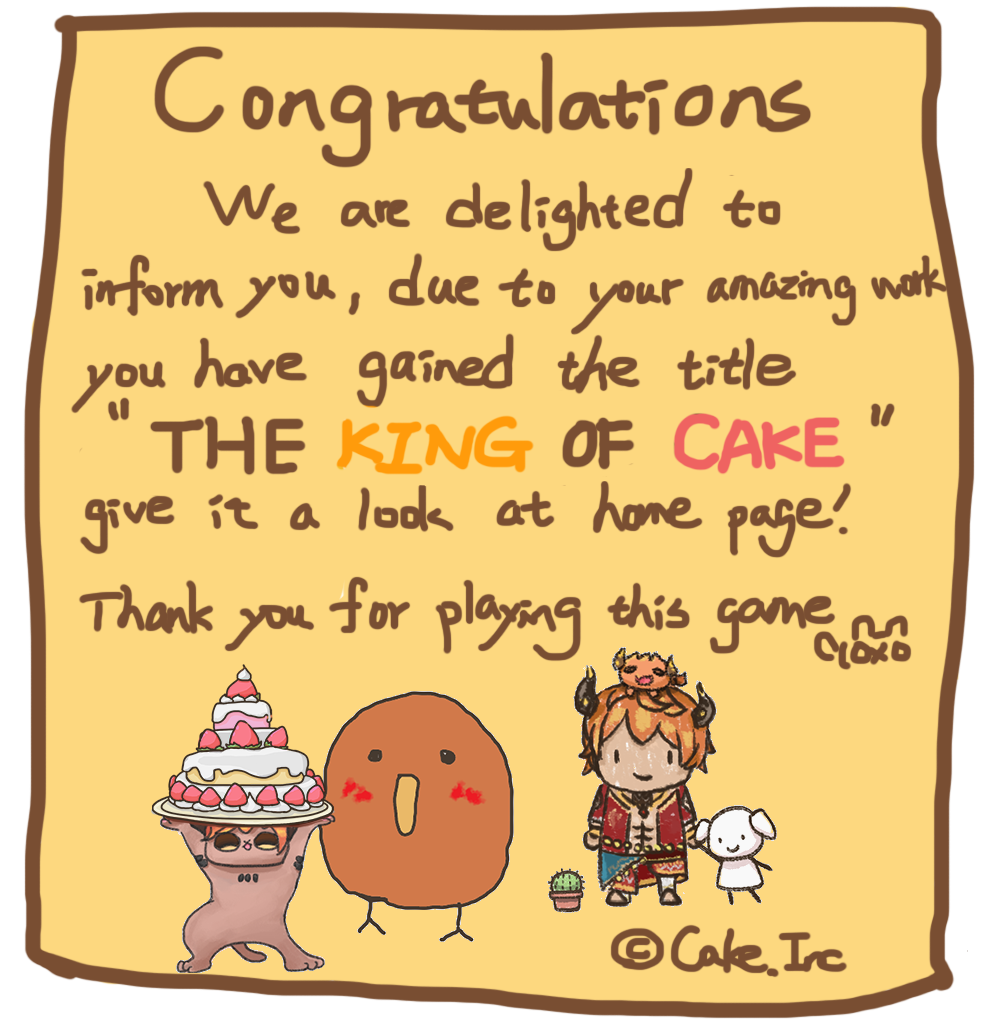 Congratulations
We are delighted to
inform you, due to your amazing work
you have gained the title
" THE KING OF CAKE "
give it a look at home page!
Thank you for playing this game
©Cake.Inc